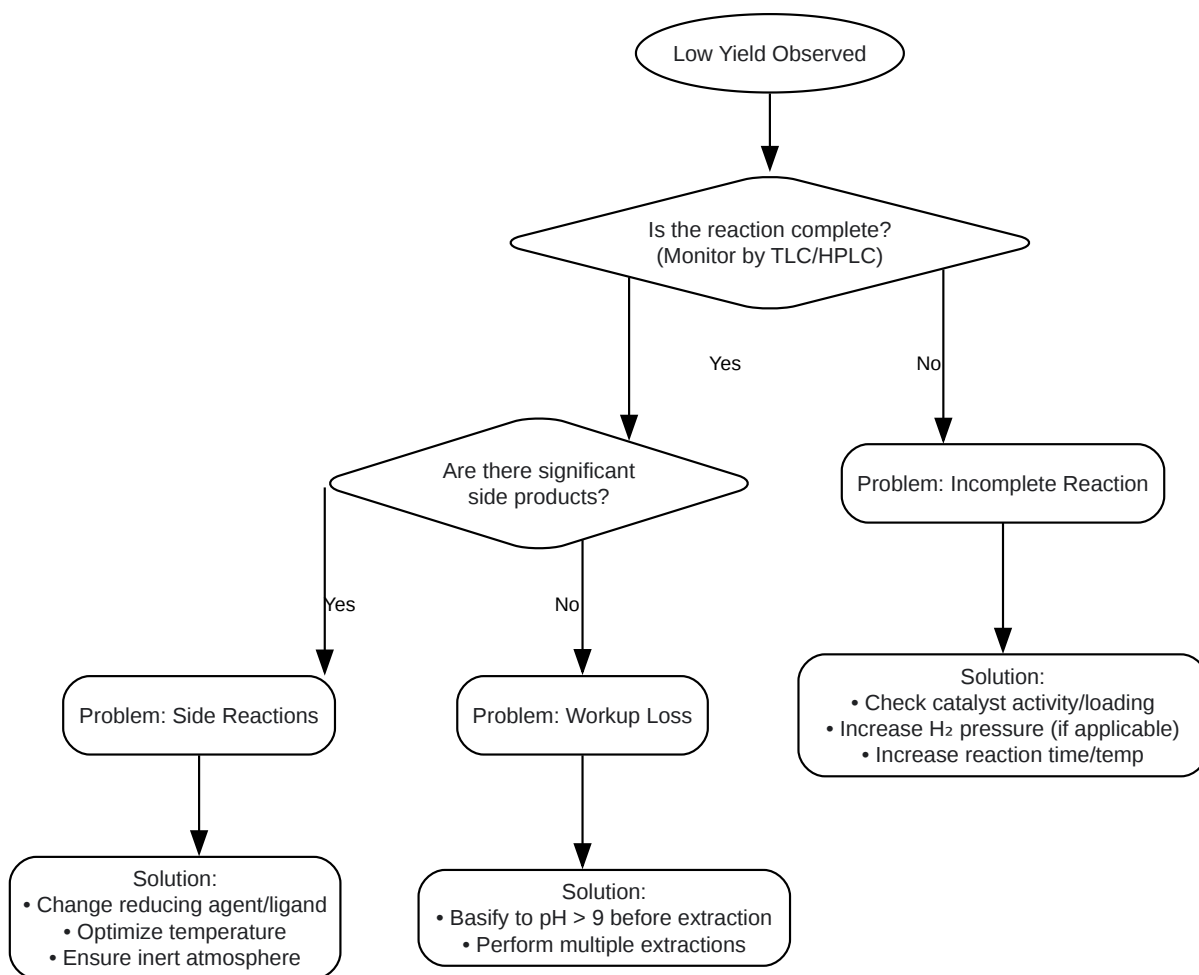 Low Yield Observed
Is the reaction complete?
(Monitor by TLC/HPLC)
Yes
No
Are there significant
side products?
Problem: Incomplete Reaction
Yes
No
Problem: Side Reactions
Problem: Workup Loss
Solution:
• Check catalyst activity/loading
• Increase H₂ pressure (if applicable)
• Increase reaction time/temp
Solution:
• Change reducing agent/ligand
• Optimize temperature
• Ensure inert atmosphere
Solution:
• Basify to pH > 9 before extraction
• Perform multiple extractions